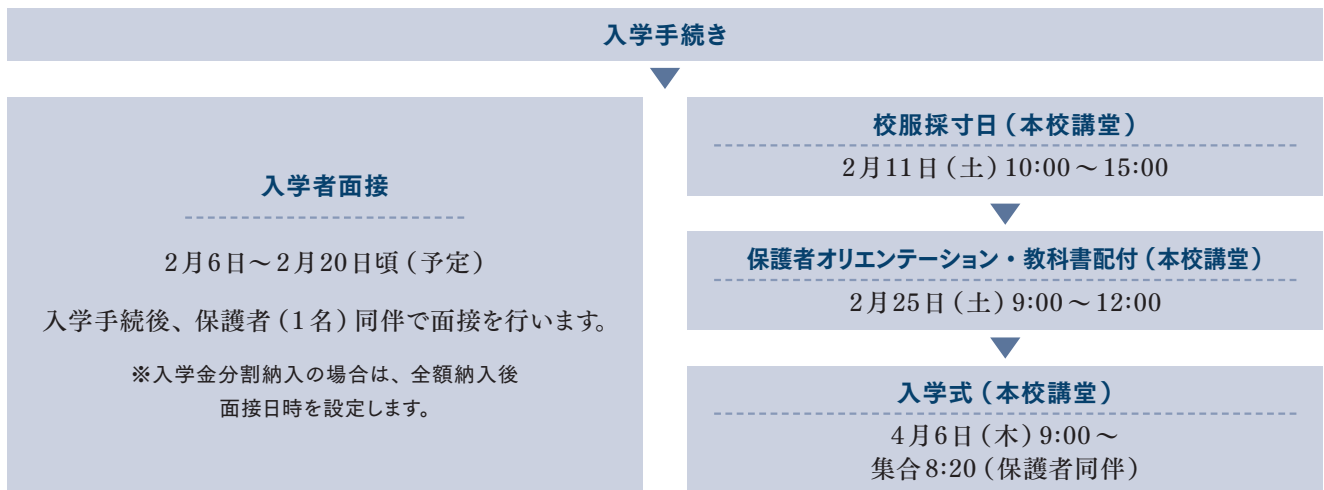 入学手続き
入学者面接
2月6日～2月20日頃（予定）
入学手続後、保護者（1名）同伴で面接を行います。
※入学金分割納入の場合は、全額納入後
面接日時を設定します。
校服採寸日（本校講堂）
2月11日（土）10:00～15:00
保護者オリエンテーション・教科書配付（本校講堂）
2月25日（土）9:00～12:00
入学式（本校講堂）
4月6日（木）9:00～
集合8:20（保護者同伴）